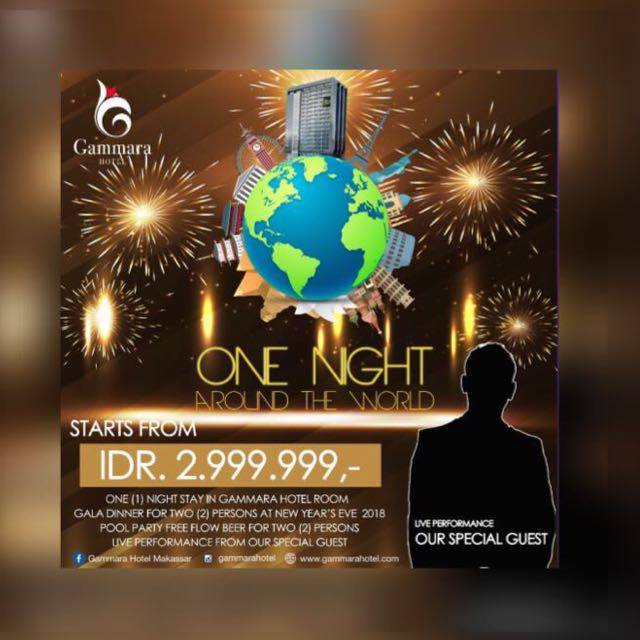 Gammara
HOTEL
ONE NIGHT
AROUND THE WORLD
STARTS FROM
IDR. 2.999.999,-
ONE (1) NIGHT STAY IN GAMMARA HOTEL ROOM
GALA DINNER FOR TWO (2) PERSONS AT NEW YEAR'S EVE 2018
POOL PARTY FREE FLOW BEER FOR TWO (2) PERSONS
LIVE PERFORMANCE FROM OUR SPECIAL GUEST
Gammara Hotel Makassar gammarahotel www.gammarahotel.com
LIVE PERFORMANCE
OUR SPECIAL GUEST